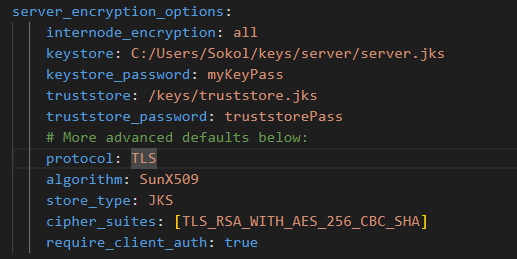 server_encryption_options:
internode_encryption: all
keystore: C:/Users/Sokol/keys/server/server.jks
keystore_password: myKeyPass
truststore: /keys/truststore.jks
truststore_password: truststorePass
# More advanced defaults below:
protocol: TLS
algorithm: SunX509
store_type: JKS
cipher_suites: [TLS_RSA_WITH_AES_256_CBC_SHA]
require_client_auth: true